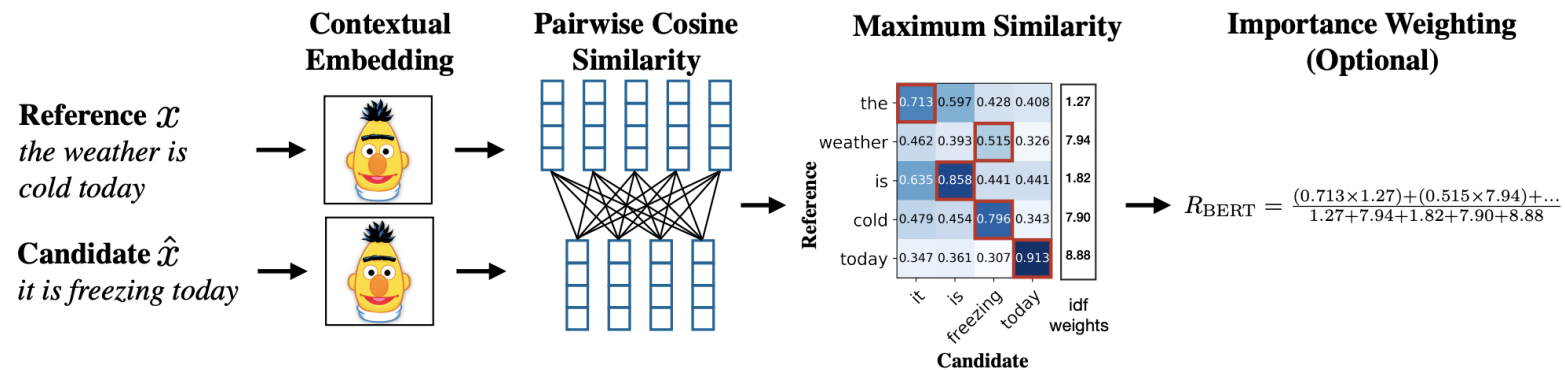 Contextual
Embedding
Pairwise Cosine
Similarity
Maximum Similarity
Importance Weighting
(Optional)
Reference x
the weather is
cold today
Candidate x̂
it is freezing today
Reference
the 0.713 0.597 0.428 0.408 1.27
weather 0.462 0.393 0.515 0.326 7.94
is 0.635 0.858 0.441 0.441 1.82
cold 0.479 0.454 0.796 0.343 7.90
today 0.347 0.361 0.307 0.913 8.88
it is freezing today
idf
weights
Candidate
R_BERT = (0.713×1.27)+(0.515×7.94)+... / 1.27+7.94+1.82+7.90+8.88